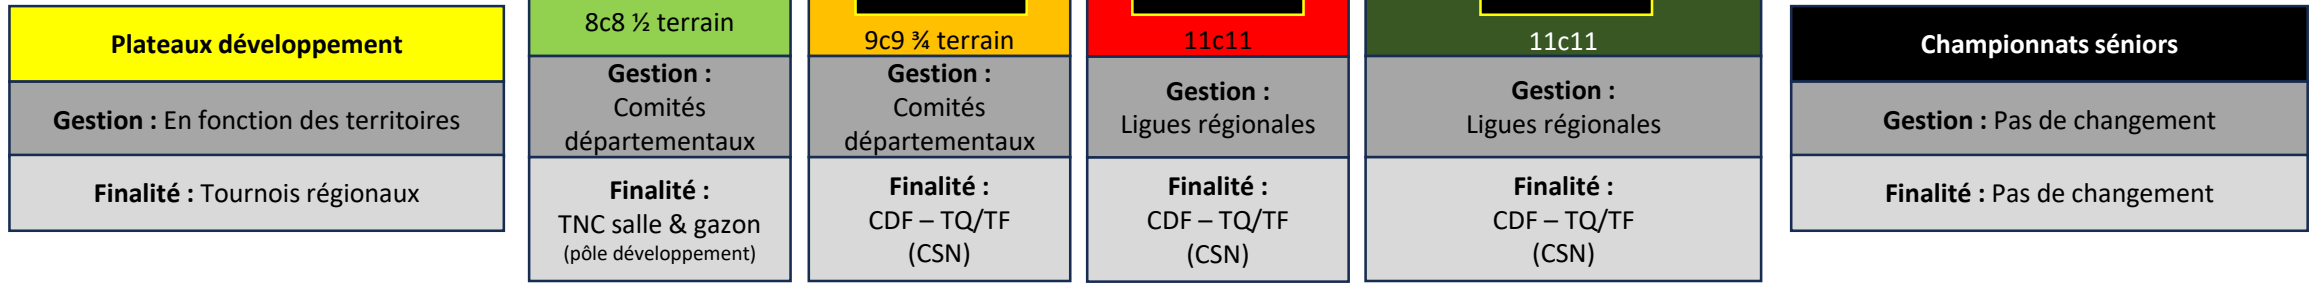 Plateaux développement
Gestion : En fonction des territoires
Finalité : Tournois régionaux
8c8 ½ terrain
Gestion :
Comités
départementaux
Finalité :
TNC salle & gazon
(pôle développement)
9c9 ¾ terrain
Gestion :
Comités
départementaux
Finalité :
CDF – TQ/TF
(CSN)
11c11
Gestion :
Ligues régionales
Finalité :
CDF – TQ/TF
(CSN)
11c11
Gestion :
Ligues régionales
Finalité :
CDF – TQ/TF
(CSN)
Championnats séniors
Gestion : Pas de changement
Finalité : Pas de changement